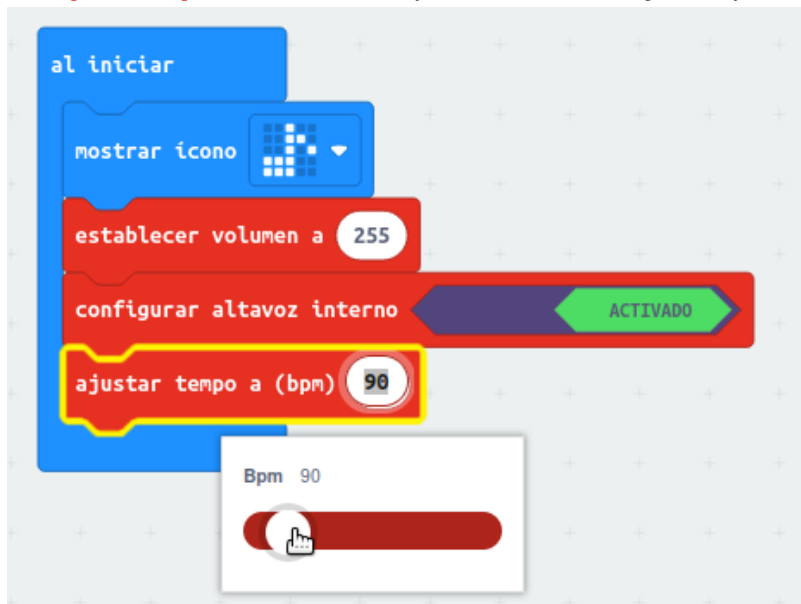 al iniciar
mostrar ícono
establecer volumen a 255
configurar altavoz interno ACTIVADO
ajustar tempo a (bpm) 90
Bpm 90